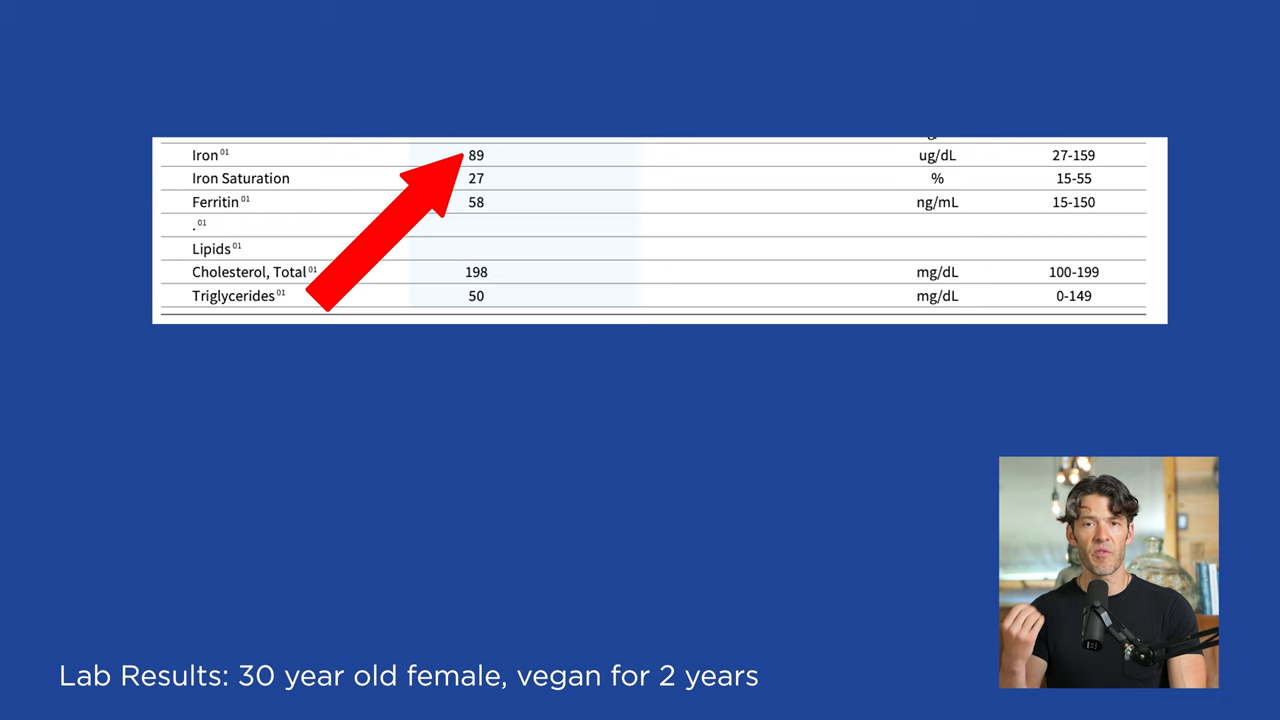 Iron 01 89 ug/dL 27-159
Iron Saturation 27 % 15-55
Ferritin 01 58 ng/mL 15-150
. 01
Lipids 01
Cholesterol, Total 01 198 mg/dL 100-199
Triglycerides 01 50 mg/dL 0-149
Lab Results: 30 year old female, vegan for 2 years